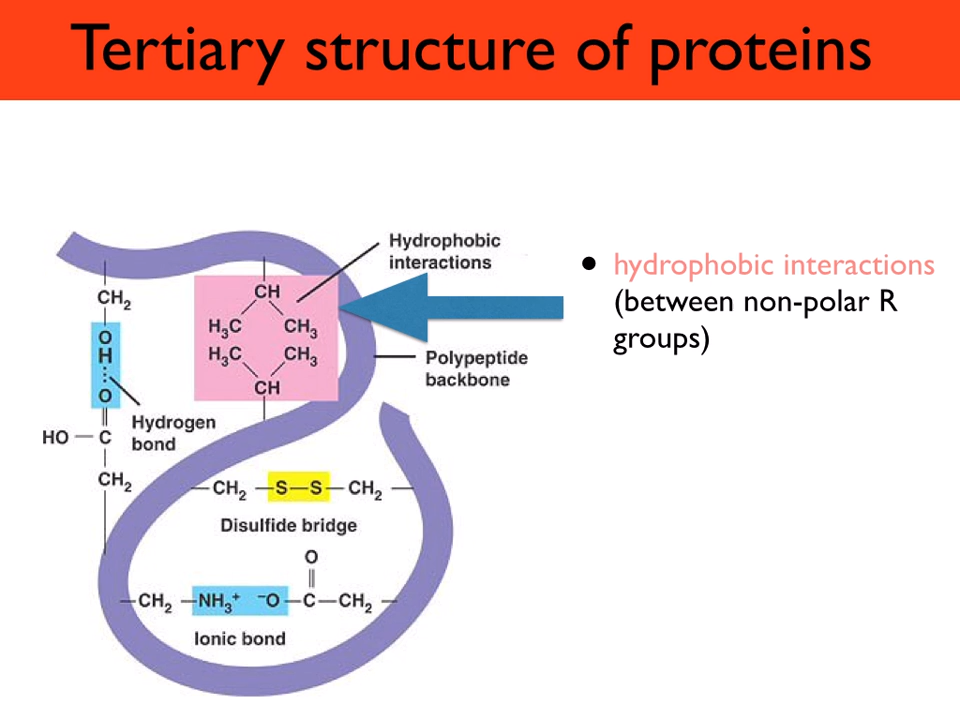 Tertiary structure of proteins
Hydrophobic
interactions
• hydrophobic interactions
(between non-polar R
groups)
CH₂
CH
H₃C CH₃
H₃C CH₃
CH
O
H
O
Polypeptide
backbone
Hydrogen
bond
HO — C
CH₂
CH₂ — S — S — CH₂
Disulfide bridge
O
CH₂ — NH₃⁺ ⁻O — C — CH₂
Ionic bond